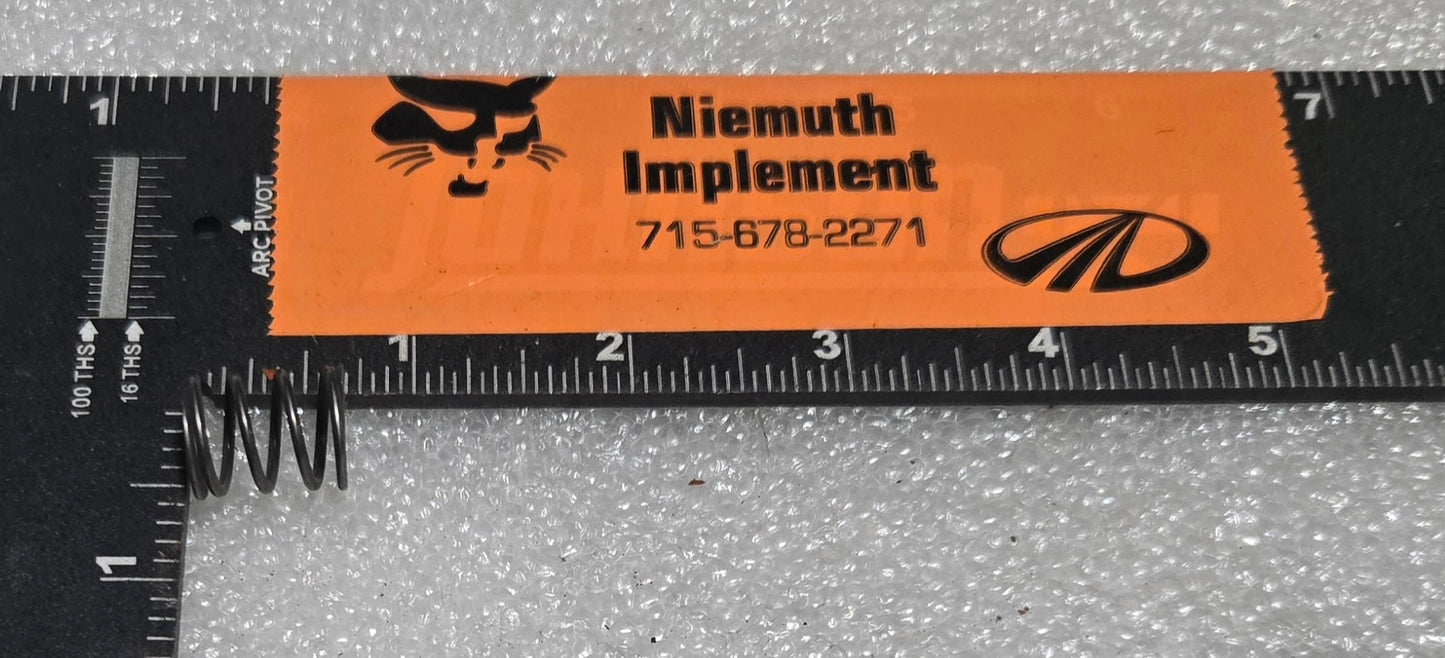 1
7
Niemuth
Implement
715-678-2271
ARC PIVOT
100 THS
16 THS
1 2 3 4 5
1